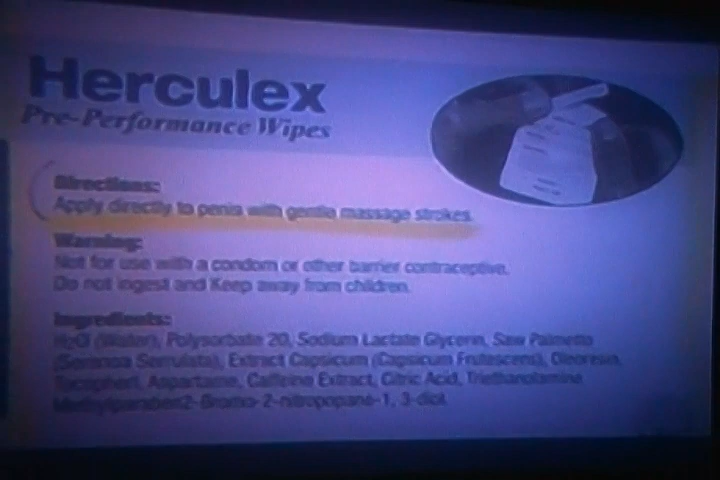 Herculex
Pre-Performance Wipes
Directions:
Apply directly to penis with gentle massage strokes.
Warning:
Not for use with a condom or other barrier contraceptive.
Do not ingest and Keep away from children.
Ingredients:
H2O (Water), Polysorbate 20, Sodium Lactate Glycerin, Saw Palmetto
(Serenoa Serrulata), Extract Capsicum (Capsicum Frutescens), Oleoresin,
Aspartame, Caffeine Extract, Citric Acid, Triethanolamine
Methylparaben2-Bromo-2-nitropopane-1, 3-diol.